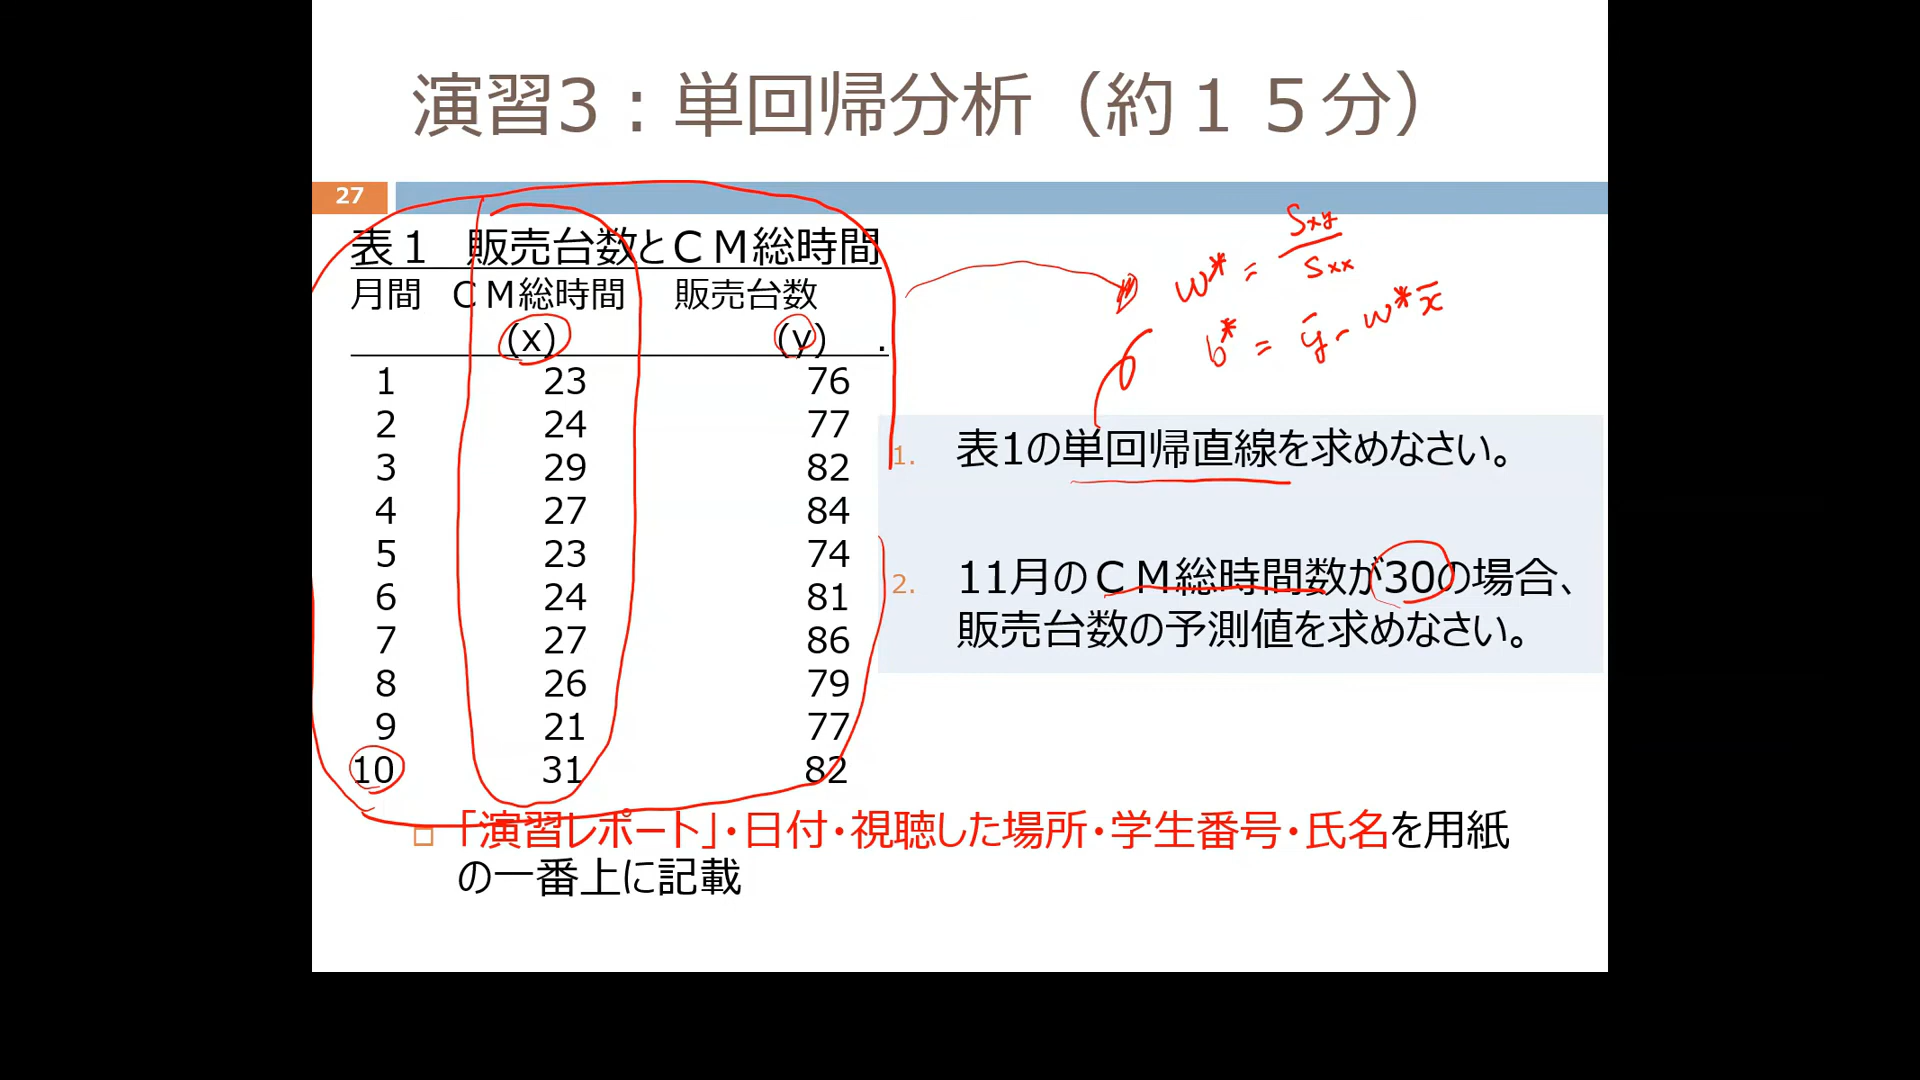 演習3：単回帰分析（約１５分）
27
表１　販売台数とＣＭ総時間
月間　ＣＭ総時間　販売台数
(x)　(y)　.
1　23　76
2　24　77
3　29　82
4　27　84
5　23　74
6　24　81
7　27　86
8　26　79
9　21　77
10　31　82
w* = Sxy / Sxx
b* = ȳ - w* x̄
1. 表1の単回帰直線を求めなさい。
2. 11月のＣＭ総時間数が30の場合、
販売台数の予測値を求めなさい。
「演習レポート」・日付・視聴した場所・学生番号・氏名を用紙
の一番上に記載